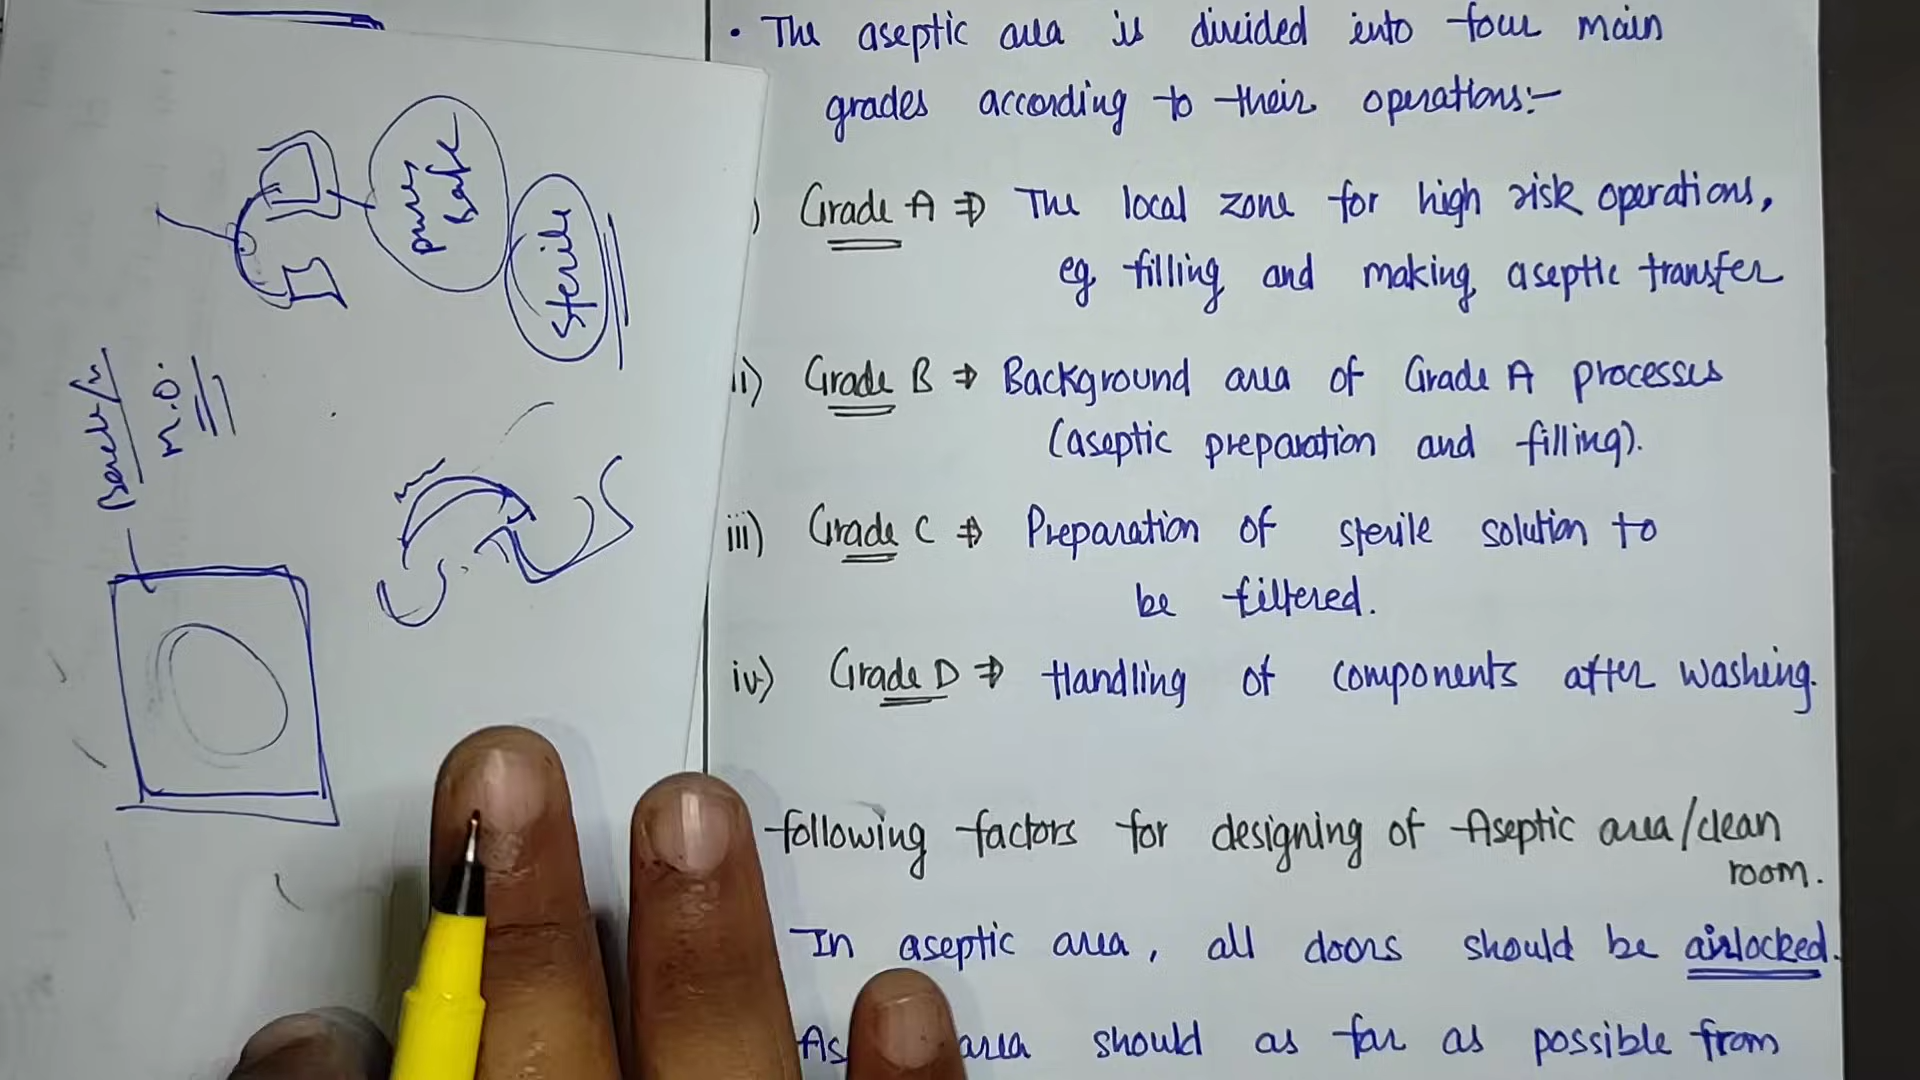 • The aseptic area is divided into four main
grades according to their operations:-
) Grade A ⇒ The local zone for high risk operations,
eg filling and making aseptic transfer
ii) Grade B ⇒ Background area of Grade A processes
(aseptic preparation and filling).
iii) Grade C ⇒ Preparation of sterile solution to
be filtered.
iv) Grade D ⇒ Handling of components after washing.
following factors for designing of Aseptic area/clean
room.
In aseptic area, all doors should be airlocked.
As area should as far as possible from
safe
Sterile
m.o.